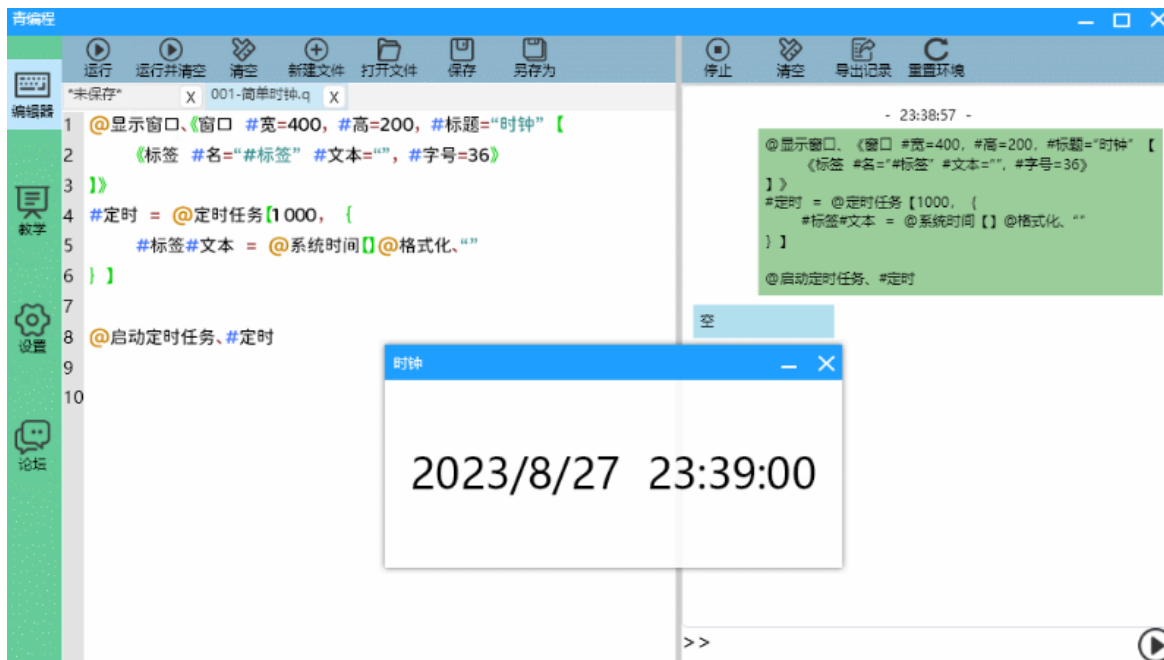 青编程
运行 运行并清空 清空 新建文件 打开文件 保存 另存为
停止 清空 导出记录 重置环境
编辑器
教学
设置
论坛
*未保存* X 001-简单时钟.q X
1 @显示窗口、《窗口 #宽=400，#高=200，#标题=“时钟” 【
2 《标签 #名=“#标签” #文本=“”，#字号=36》
3 】》
4 #定时 = @定时任务【1000， {
5 #标签#文本 = @系统时间【】@格式化、“”
6 } 】
7
8 @启动定时任务、#定时
9
10
- 23:38:57 -
@显示窗口、《窗口 #宽=400，#高=200，#标题=“时钟” 【
《标签 #名=“#标签” #文本=“”，#字号=36》
】》
#定时 = @定时任务【1000， {
#标签#文本 = @系统时间【】@格式化、“”
} 】
@启动定时任务、#定时
空
时钟
2023/8/27 23:39:00
>>